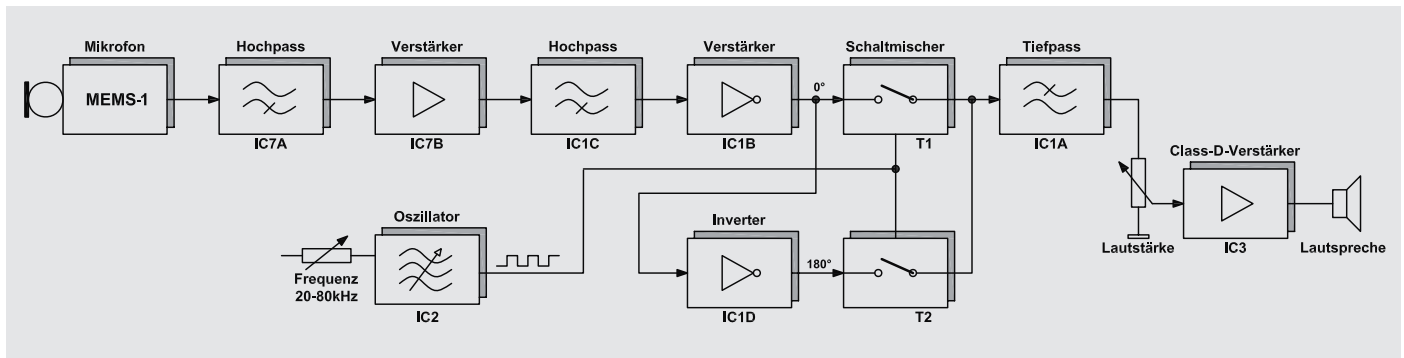 Mikrofon
Hochpass
Verstärker
Hochpass
Verstärker
Schaltmischer
Tiefpass
MEMS-1
0°
IC7A
IC7B
IC1C
IC1B
T1
IC1A
Class-D-Verstärker
Oszillator
Inverter
180°
Lautstärke
IC3
Lautspreche
Frequenz
20-80kHz
IC2
IC1D
T2